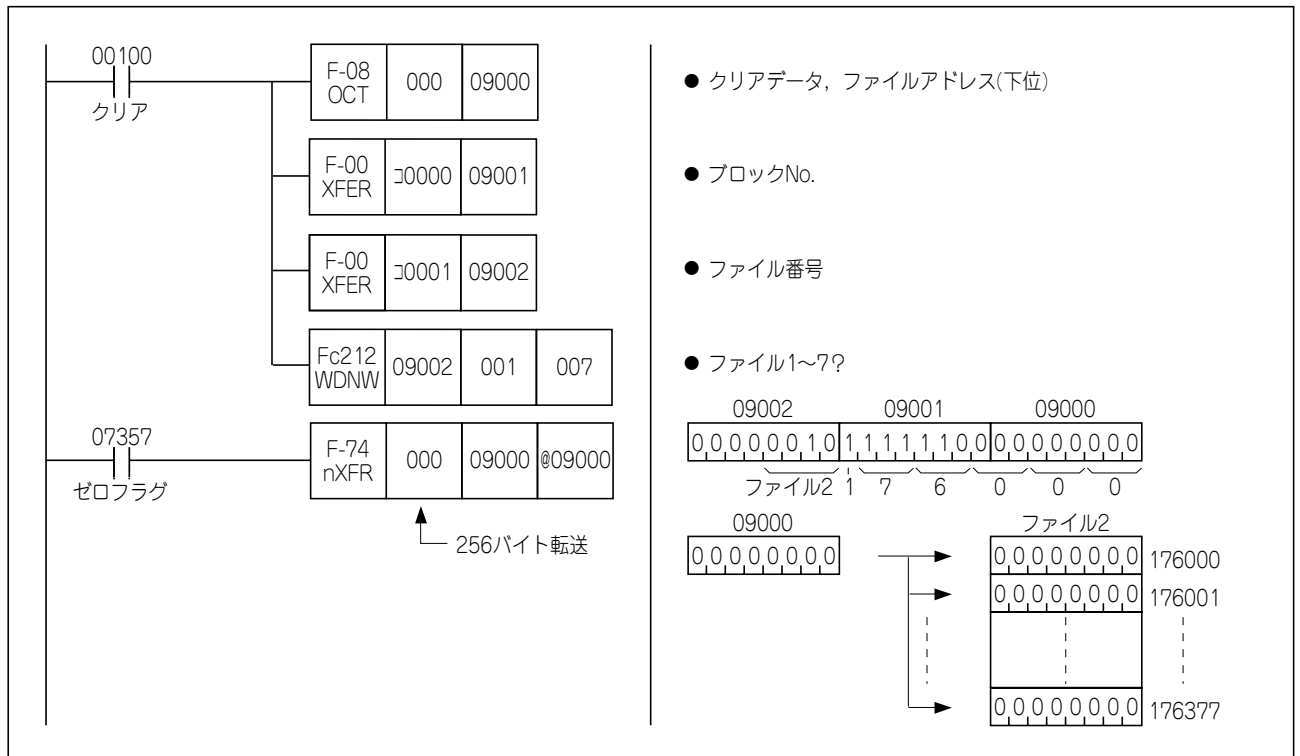 00100
クリア
F-08 OCT 000 09000
● クリアデータ, ファイルアドレス(下位)
F-00 XFER コ0000 09001
● ブロックNo.
F-00 XFER コ0001 09002
● ファイル番号
Fc212 WDNW 09002 001 007
● ファイル1〜7?
07357
ゼロフラグ
F-74 nXFR 000 09000 @09000
256バイト転送
09002 09001 09000
0 0 0 0 0 0 1 0 1 1 1 1 1 1 0 0 0 0 0 0 0 0 0 0
ファイル2 1 7 6 0 0 0
09000 ファイル2
0 0 0 0 0 0 0 0 0 0 0 0 0 0 0 0 176000
0 0 0 0 0 0 0 0 176001
0 0 0 0 0 0 0 0 176377